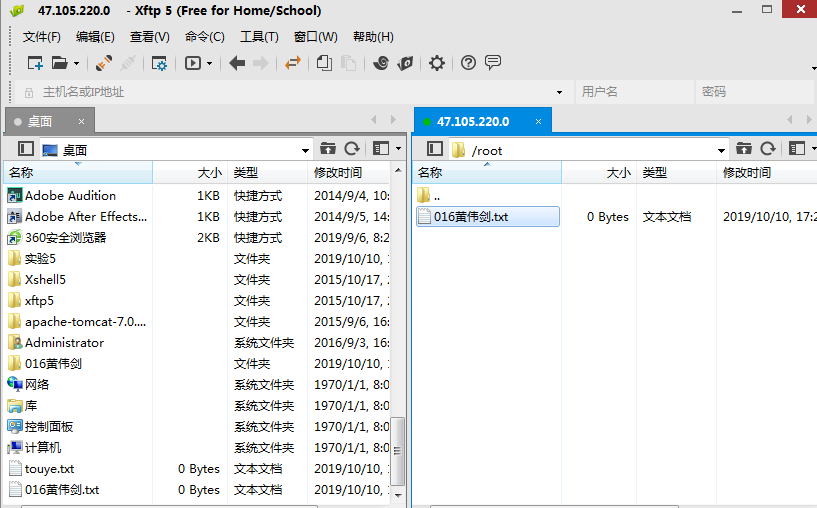 47.105.220.0 - Xftp 5 (Free for Home/School)
文件(F) 编辑(E) 查看(V) 命令(C) 工具(T) 窗口(W) 帮助(H)
主机名或IP地址 用户名 密码
桌面 × 47.105.220.0 ×
桌面 /root
名称 大小 类型 修改时间 名称 大小 类型 修改时间
Adobe Audition 1KB 快捷方式 2014/9/4, 10: ..
Adobe After Effects... 1KB 快捷方式 2014/9/5, 14: 016黄伟剑.txt 0 Bytes 文本文档 2019/10/10, 17:2
360安全浏览器 2KB 快捷方式 2019/9/6, 8:2
实验5 文件夹 2019/10/10, 1
Xshell5 文件夹 2015/10/17, 2
xftp5 文件夹 2015/10/17, 2
apache-tomcat-7.0.... 文件夹 2015/9/6, 16:
Administrator 系统文件夹 2016/9/3, 16:
016黄伟剑 文件夹 2019/10/10, 1
网络 系统文件夹 1970/1/1, 8:0
库 系统文件夹 1970/1/1, 8:0
控制面板 系统文件夹 1970/1/1, 8:0
计算机 系统文件夹 1970/1/1, 8:0
touye.txt 0 Bytes 文本文档 2019/10/10, 1
016黄伟剑.txt 0 Bytes 文本文档 2019/10/10, 1